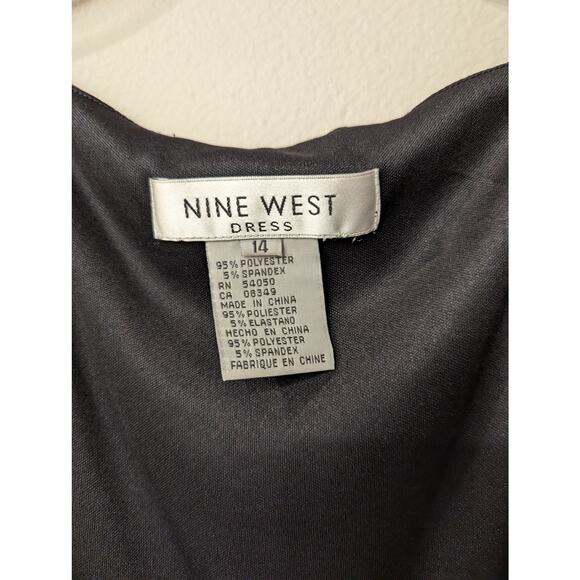 NINE WEST
DRESS
14
95% POLYESTER
5% SPANDEX
RN 54050
CA 08349
MADE IN CHINA
95% POLIESTER
5% ELASTANO
HECHO EN CHINA
95% POLYESTER
5% SPANDEX
FABRIQUE EN CHINE